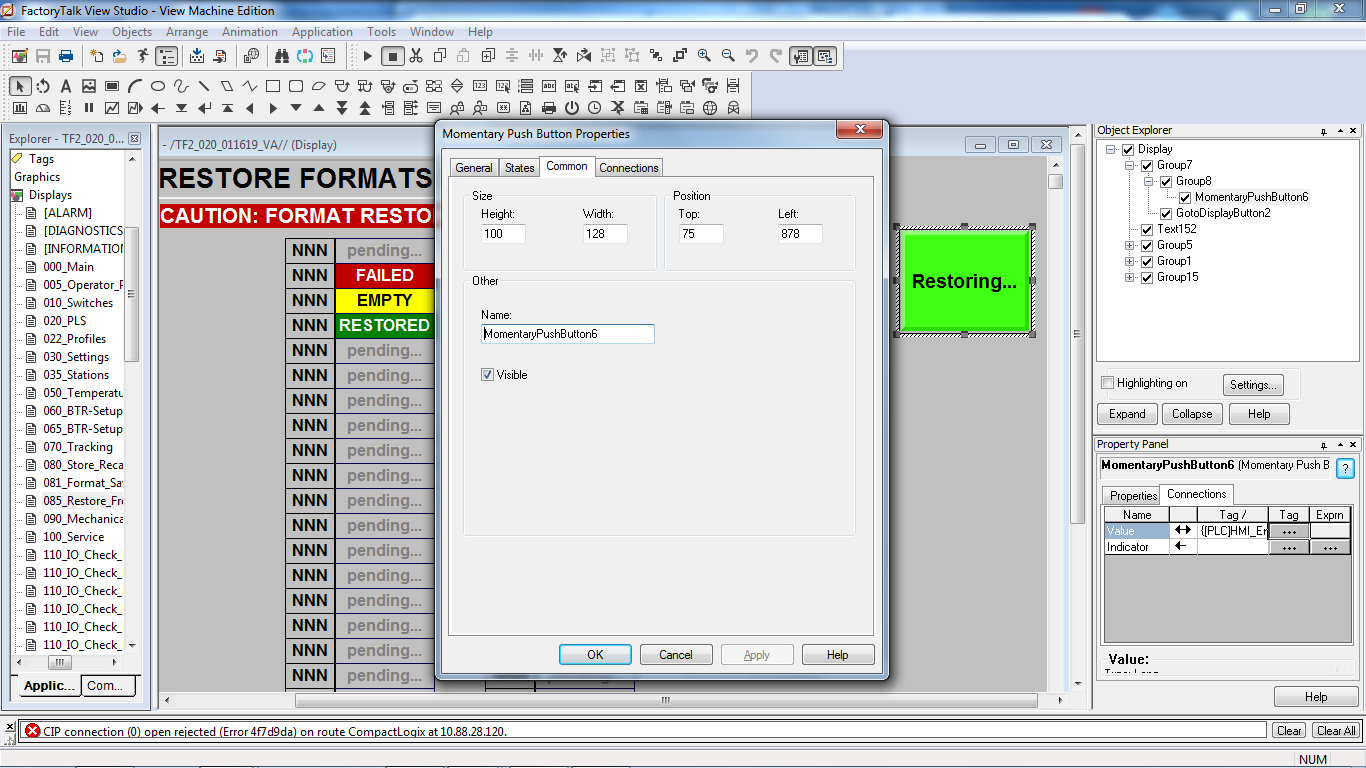 FactoryTalk View Studio - View Machine Edition
File Edit View Objects Arrange Animation Application Tools Window Help
Explorer - TF2_020_0...
Tags
Graphics
Displays
[ALARM]
[DIAGNOSTICS
[INFORMATION
000_Main
005_Operator_P
010_Switches
020_PLS
022_Profiles
030_Settings
035_Stations
050_Temperatu
060_BTR-Setup
065_BTR-Setup
070_Tracking
080_Store_Reca
081_Format_Sa
085_Restore_Fr
090_Mechanica
100_Service
110_IO_Check_
110_IO_Check_
110_IO_Check_
110_IO_Check_
110_IO_Check_
110_IO_Check_
Applic... Com...
- /TF2_020_011619_VA// (Display)
RESTORE FORMATS
CAUTION: FORMAT RESTO
NNN pending...
NNN FAILED
NNN EMPTY
NNN RESTORED
NNN pending...
NNN pending...
NNN pending...
NNN pending...
NNN pending...
NNN pending...
NNN pending...
NNN pending...
NNN pending...
NNN pending...
NNN pending...
NNN pending...
NNN pending...
NNN pending...
Restoring...
Momentary Push Button Properties
General States Common Connections
Size
Height: Width:
100 128
Position
Top: Left:
75 878
Other
Name:
MomentaryPushButton6
Visible
OK Cancel Apply Help
Object Explorer
Display
Group7
Group8
MomentaryPushButton6
GotoDisplayButton2
Text152
Group5
Group1
Group15
Highlighting on Settings...
Expand Collapse Help
Property Panel
MomentaryPushButton6 (Momentary Push B
?
Properties Connections
Name Tag / Tag Exprn
Value {[PLC]HMI_Er ...
Indicator ... ...
Value:
Help
CIP connection (0) open rejected (Error 4f7d9da) on route CompactLogix at 10.88.28.120.
Clear Clear All
NUM